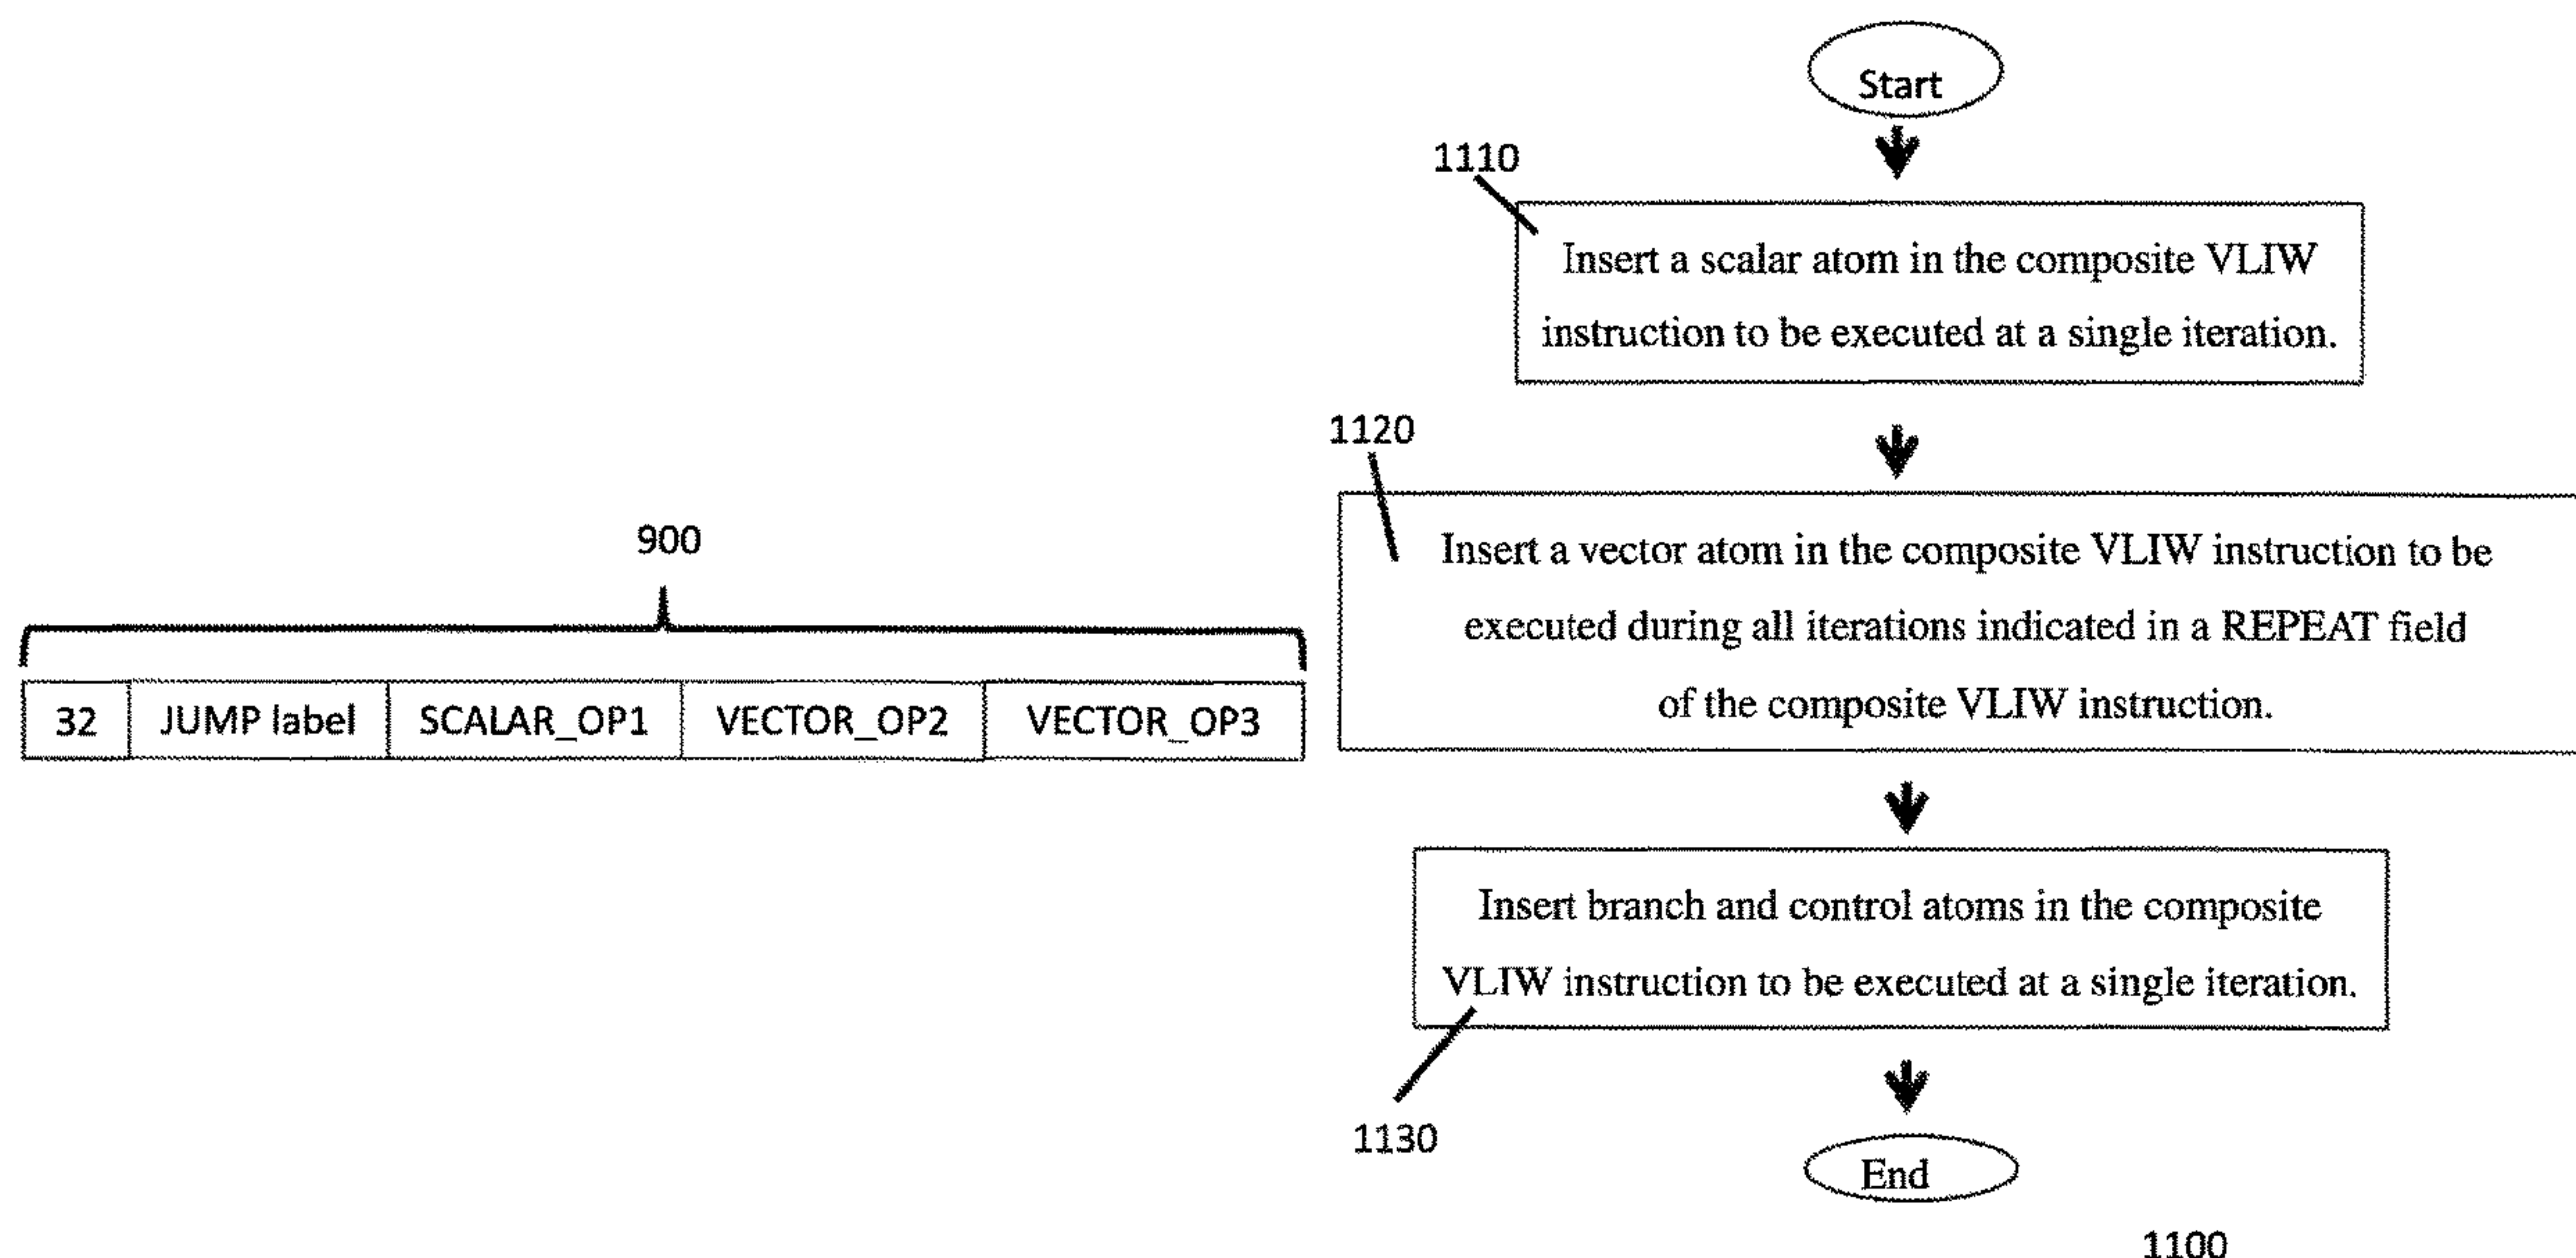 900
32 JUMP label SCALAR_OP1 VECTOR_OP2 VECTOR_OP3
Start
1110
Insert a scalar atom in the composite VLIW
instruction to be executed at a single iteration.
1120
Insert a vector atom in the composite VLIW instruction to be
executed during all iterations indicated in a REPEAT field
of the composite VLIW instruction.
Insert branch and control atoms in the composite
VLIW instruction to be executed at a single iteration.
1130
End
1100